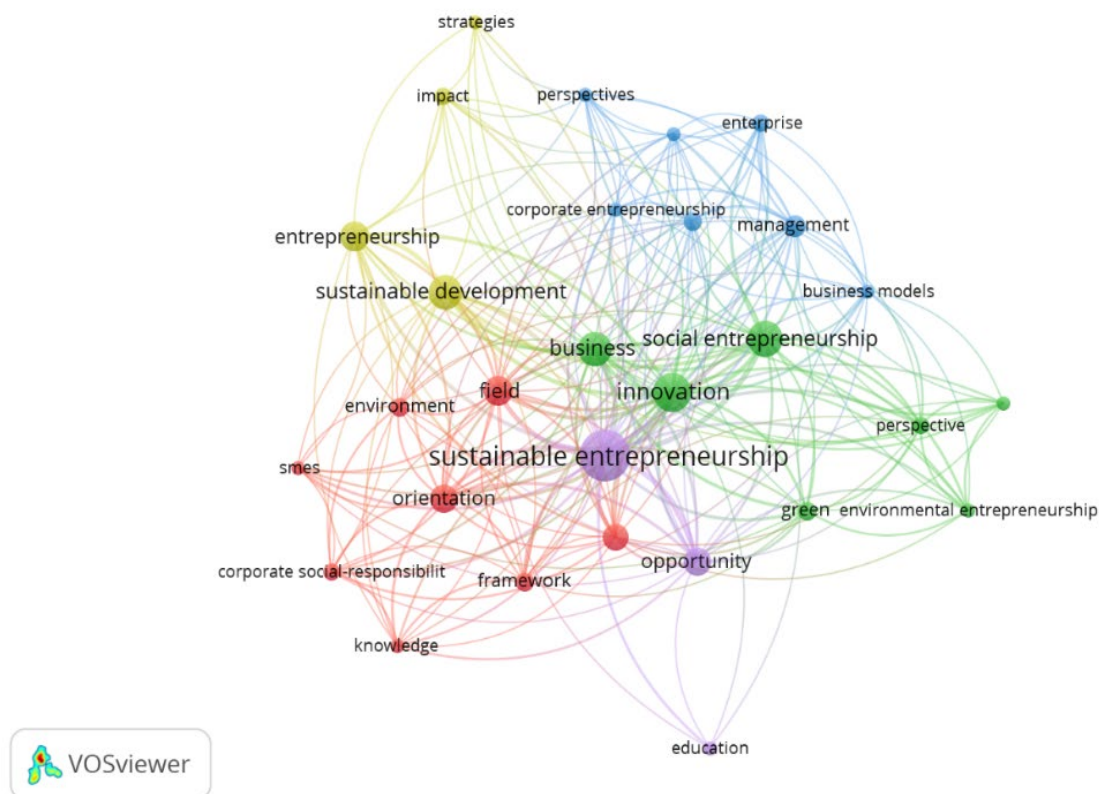 strategies
impact
perspectives
enterprise
corporate entrepreneurship
management
entrepreneurship
sustainable development
business models
business
social entrepreneurship
field
innovation
environment
perspective
sustainable entrepreneurship
smes
orientation
green
environmental entrepreneurship
opportunity
corporate social-responsibilit
framework
knowledge
education
VOSviewer